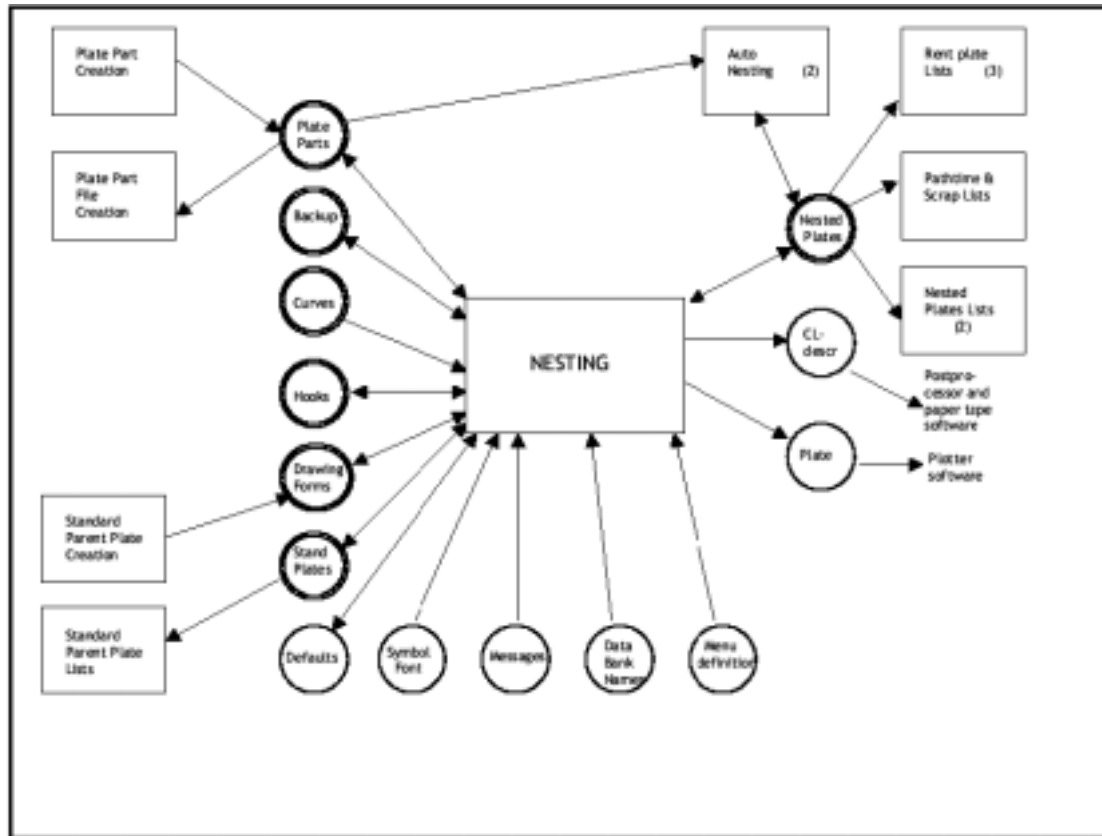 Plate Part
Creation
Auto
Nesting (2)
Rent plate
Lists (3)
Plate
Parts
Plate Part
File
Creation
Pathtime &
Scrap Lists
Backup
Nested
Plates
Nested
Plates Lists
(2)
Curves
CL-
descr
NESTING
Postpro-
cessor and
paper tape
software
Hooks
Plate
Plotter
software
Drawing
Forms
Standard
Parent Plate
Creation
Stand
Plates
Standard
Parent Plate
Lists
Defaults
Symbol
Font
Messages
Data
Bank
Names
Menu
definition